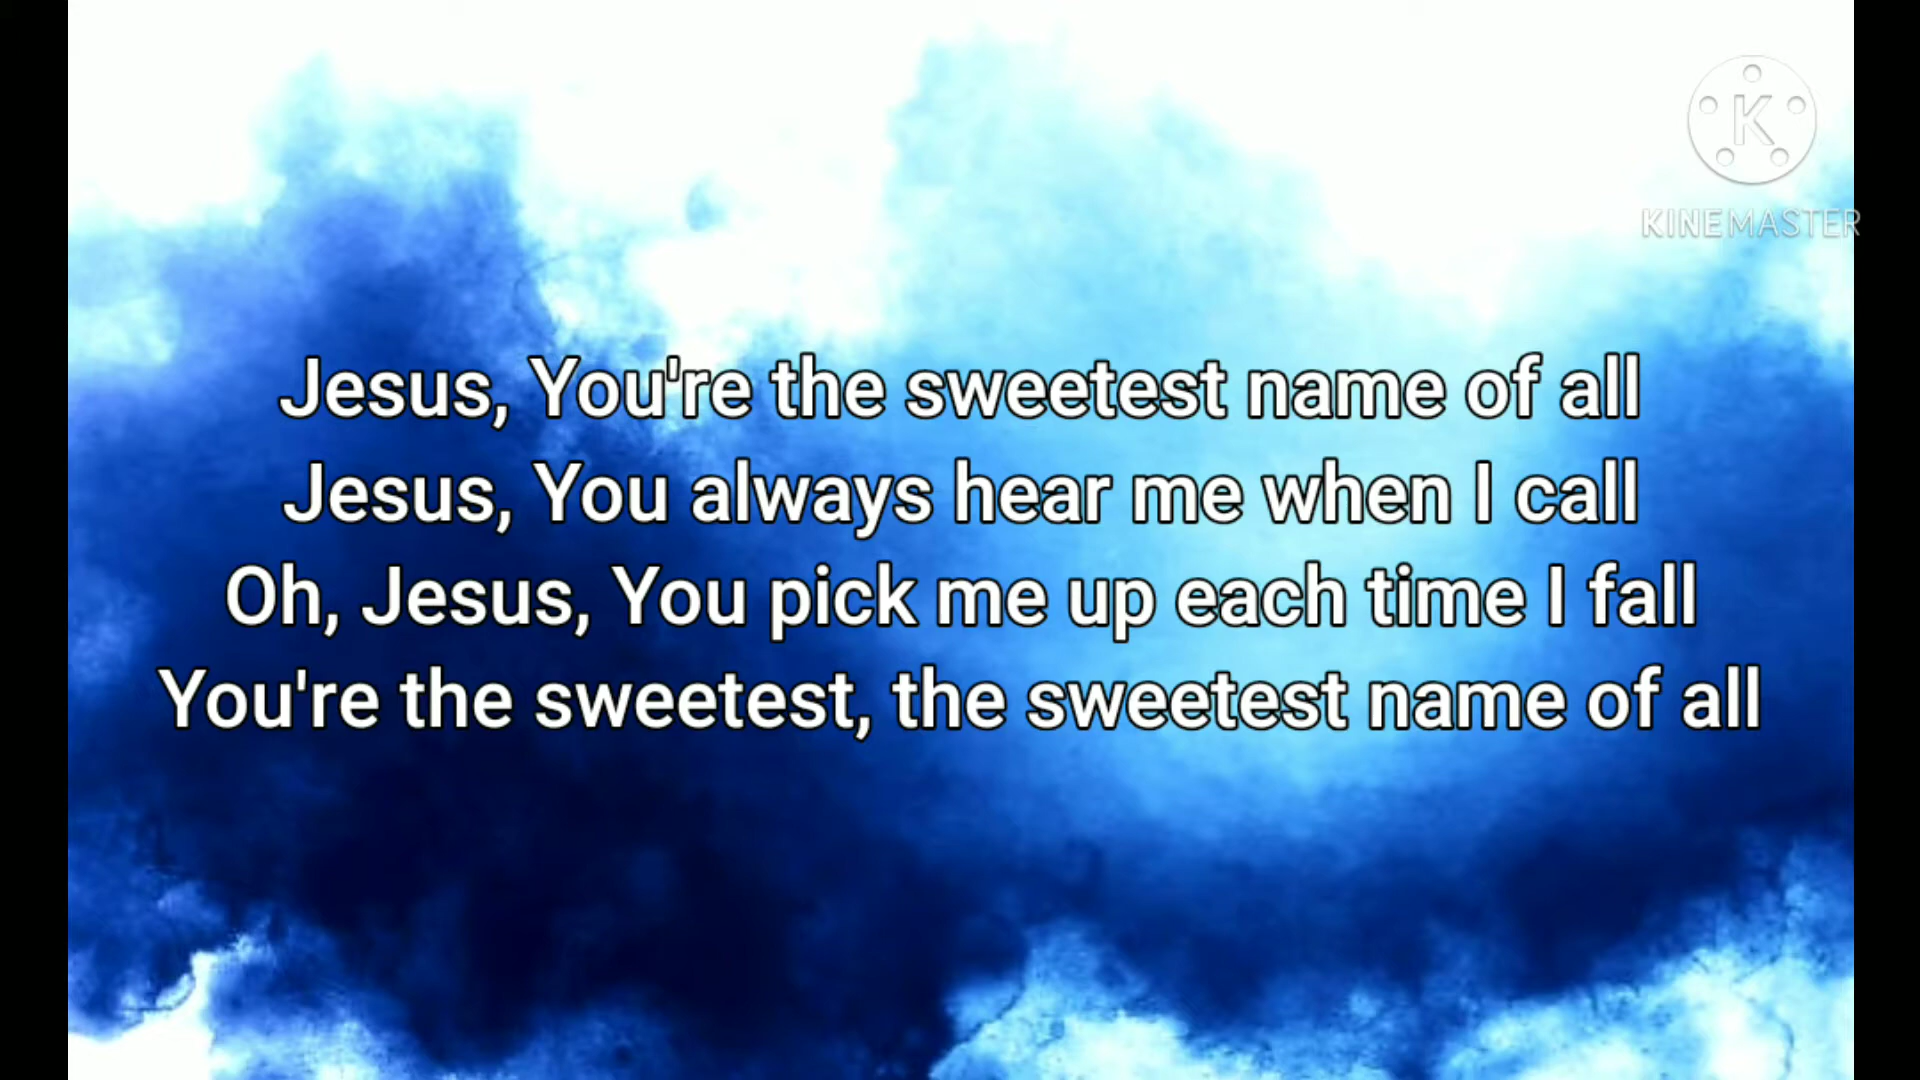 K
KINEMASTER
Jesus, You're the sweetest name of all
Jesus, You always hear me when I call
Oh, Jesus, You pick me up each time I fall
You're the sweetest, the sweetest name of all